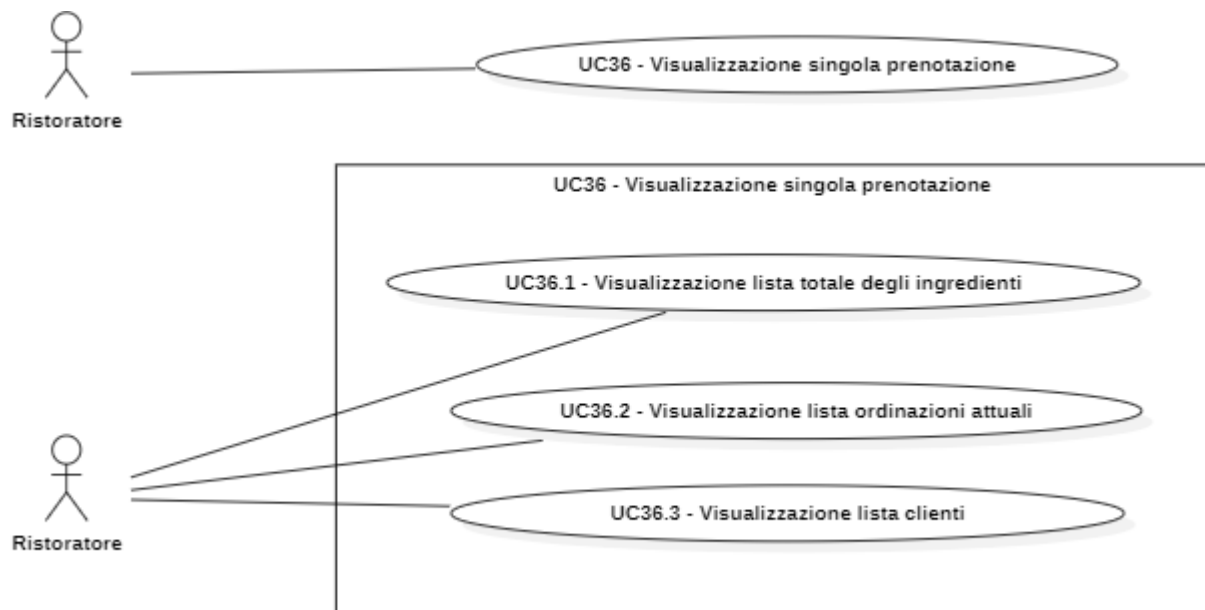 UC36 - Visualizzazione singola prenotazione
Ristoratore
UC36 - Visualizzazione singola prenotazione
UC36.1 - Visualizzazione lista totale degli ingredienti
UC36.2 - Visualizzazione lista ordinazioni attuali
UC36.3 - Visualizzazione lista clienti
Ristoratore